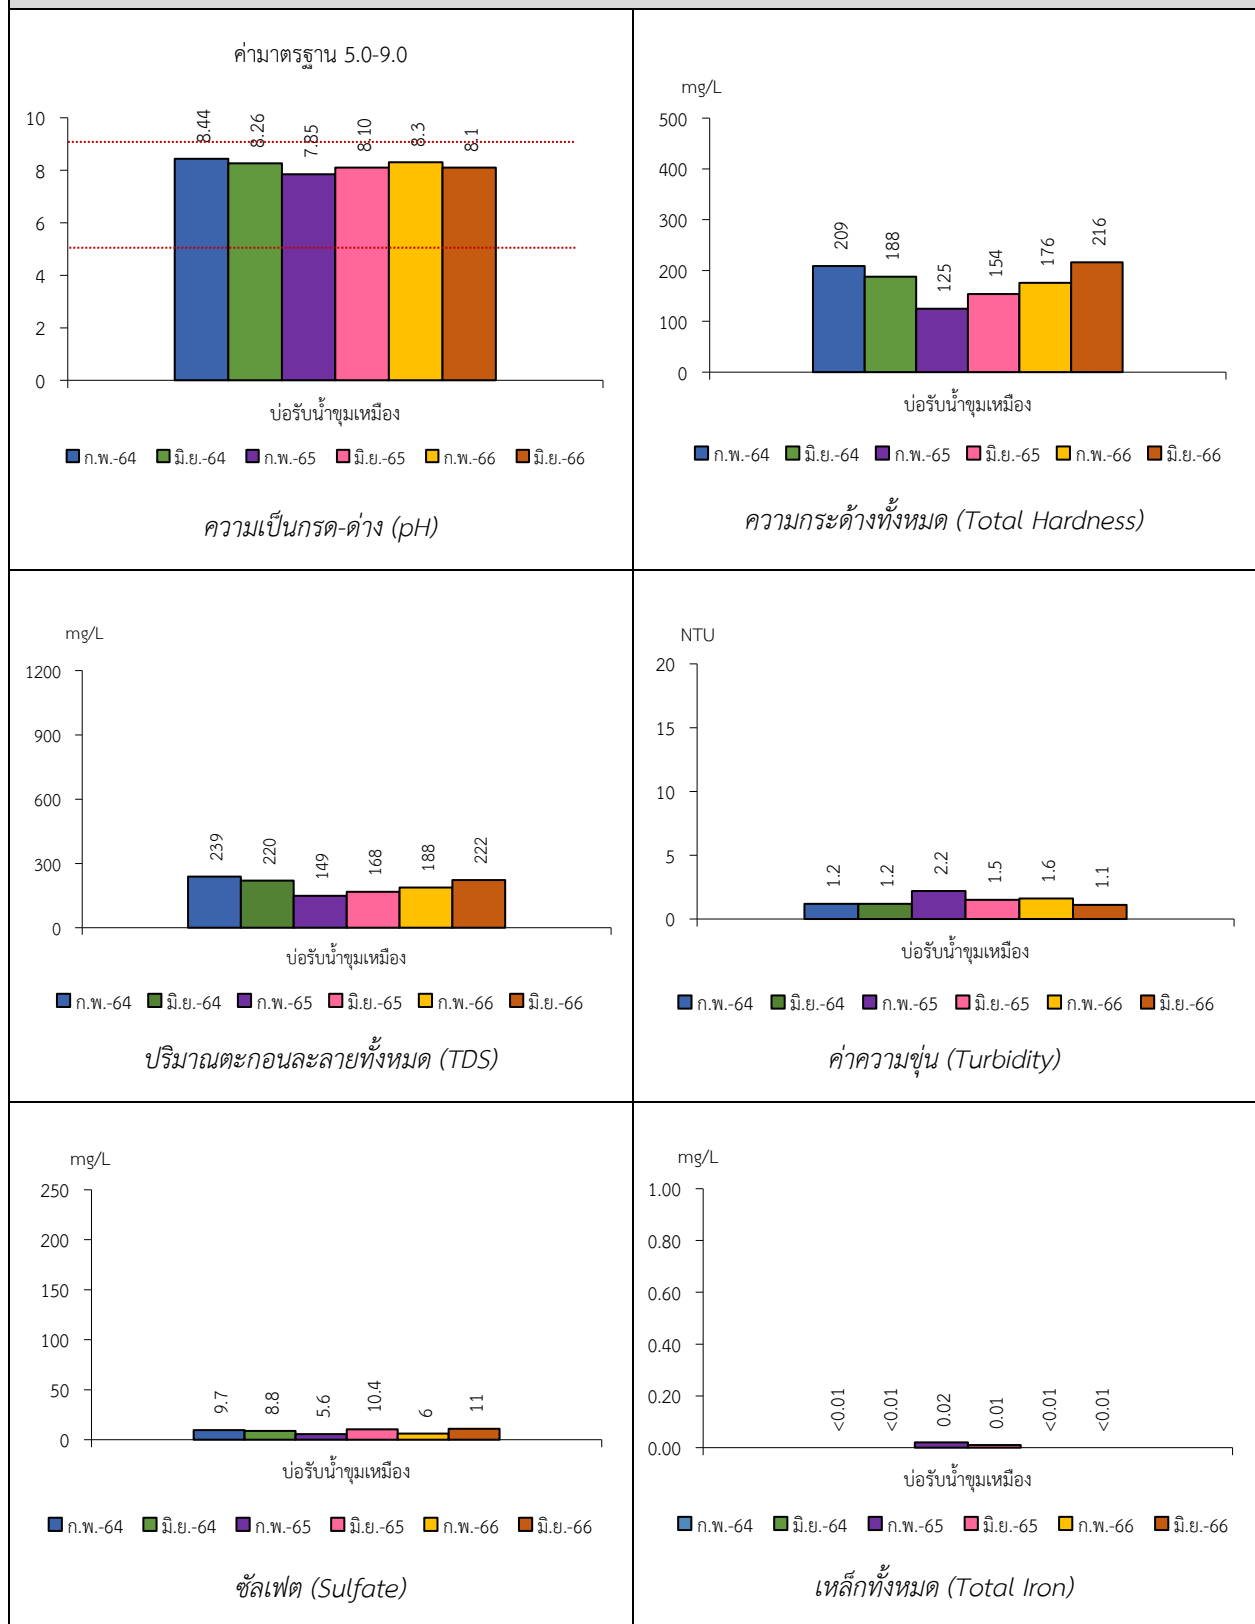 ค่ามาตรฐาน 5.0-9.0
10
8
6
4
2
0
8.44
8.26
7.85
8.10
8.3
8.1
บ่อรับน้ำขุมเหมือง
ก.พ.-64 มิ.ย.-64 ก.พ.-65 มิ.ย.-65 ก.พ.-66 มิ.ย.-66
ความเป็นกรด-ด่าง (pH)
mg/L
500
400
300
200
100
0
209
188
125
154
176
216
บ่อรับน้ำขุมเหมือง
ก.พ.-64 มิ.ย.-64 ก.พ.-65 มิ.ย.-65 ก.พ.-66 มิ.ย.-66
ความกระด้างทั้งหมด (Total Hardness)
mg/L
1200
900
600
300
0
239
220
149
168
188
222
บ่อรับน้ำขุมเหมือง
ก.พ.-64 มิ.ย.-64 ก.พ.-65 มิ.ย.-65 ก.พ.-66 มิ.ย.-66
ปริมาณตะกอนละลายทั้งหมด (TDS)
NTU
20
15
10
5
0
1.2
1.2
2.2
1.5
1.6
1.1
บ่อรับน้ำขุมเหมือง
ก.พ.-64 มิ.ย.-64 ก.พ.-65 มิ.ย.-65 ก.พ.-66 มิ.ย.-66
ค่าความขุ่น (Turbidity)
mg/L
250
200
150
100
50
0
9.7
8.8
5.6
10.4
6
11
บ่อรับน้ำขุมเหมือง
ก.พ.-64 มิ.ย.-64 ก.พ.-65 มิ.ย.-65 ก.พ.-66 มิ.ย.-66
ซัลเฟต (Sulfate)
mg/L
1.00
0.80
0.60
0.40
0.20
0.00
<0.01
<0.01
0.02
0.01
<0.01
<0.01
บ่อรับน้ำขุมเหมือง
ก.พ.-64 มิ.ย.-64 ก.พ.-65 มิ.ย.-65 ก.พ.-66 มิ.ย.-66
เหล็กทั้งหมด (Total Iron)